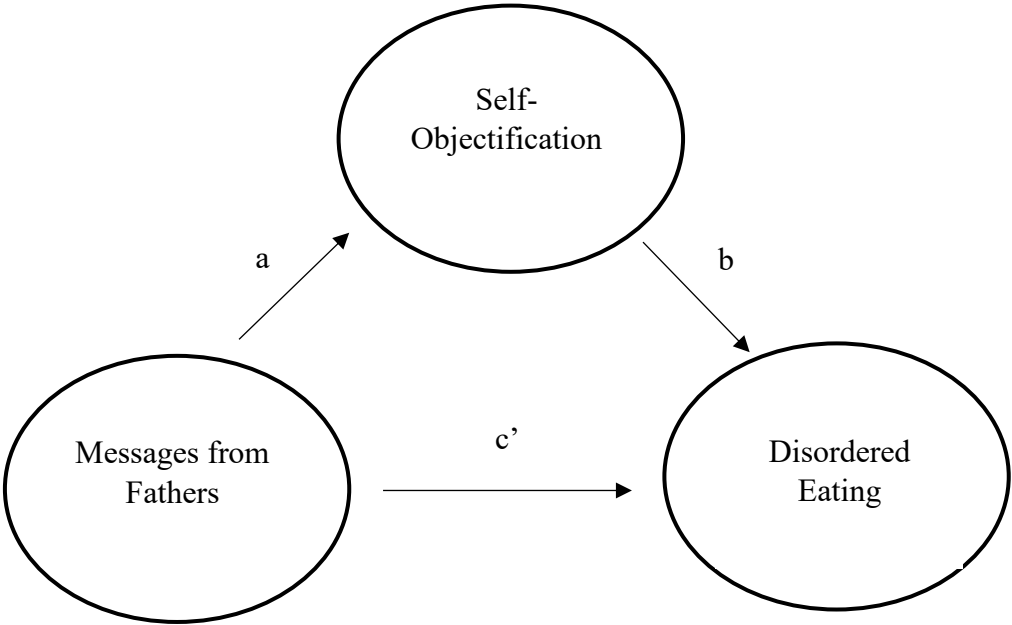 Self-
Objectification
a
b
c’
Messages from
Fathers
Disordered
Eating